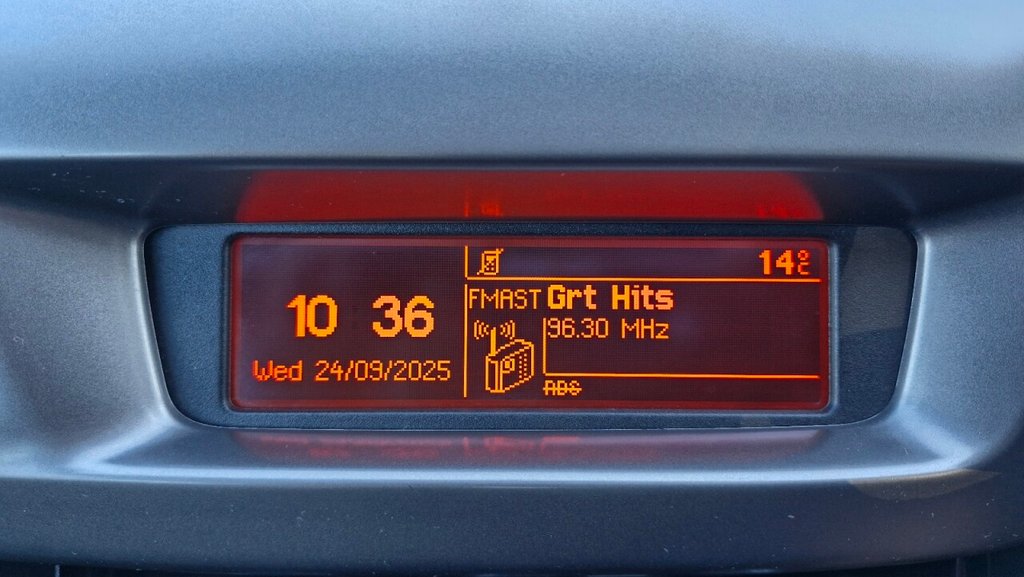 14°C
10 36
Wed 24/09/2025
FMAST Grt Hits
96.30 MHz
RDS